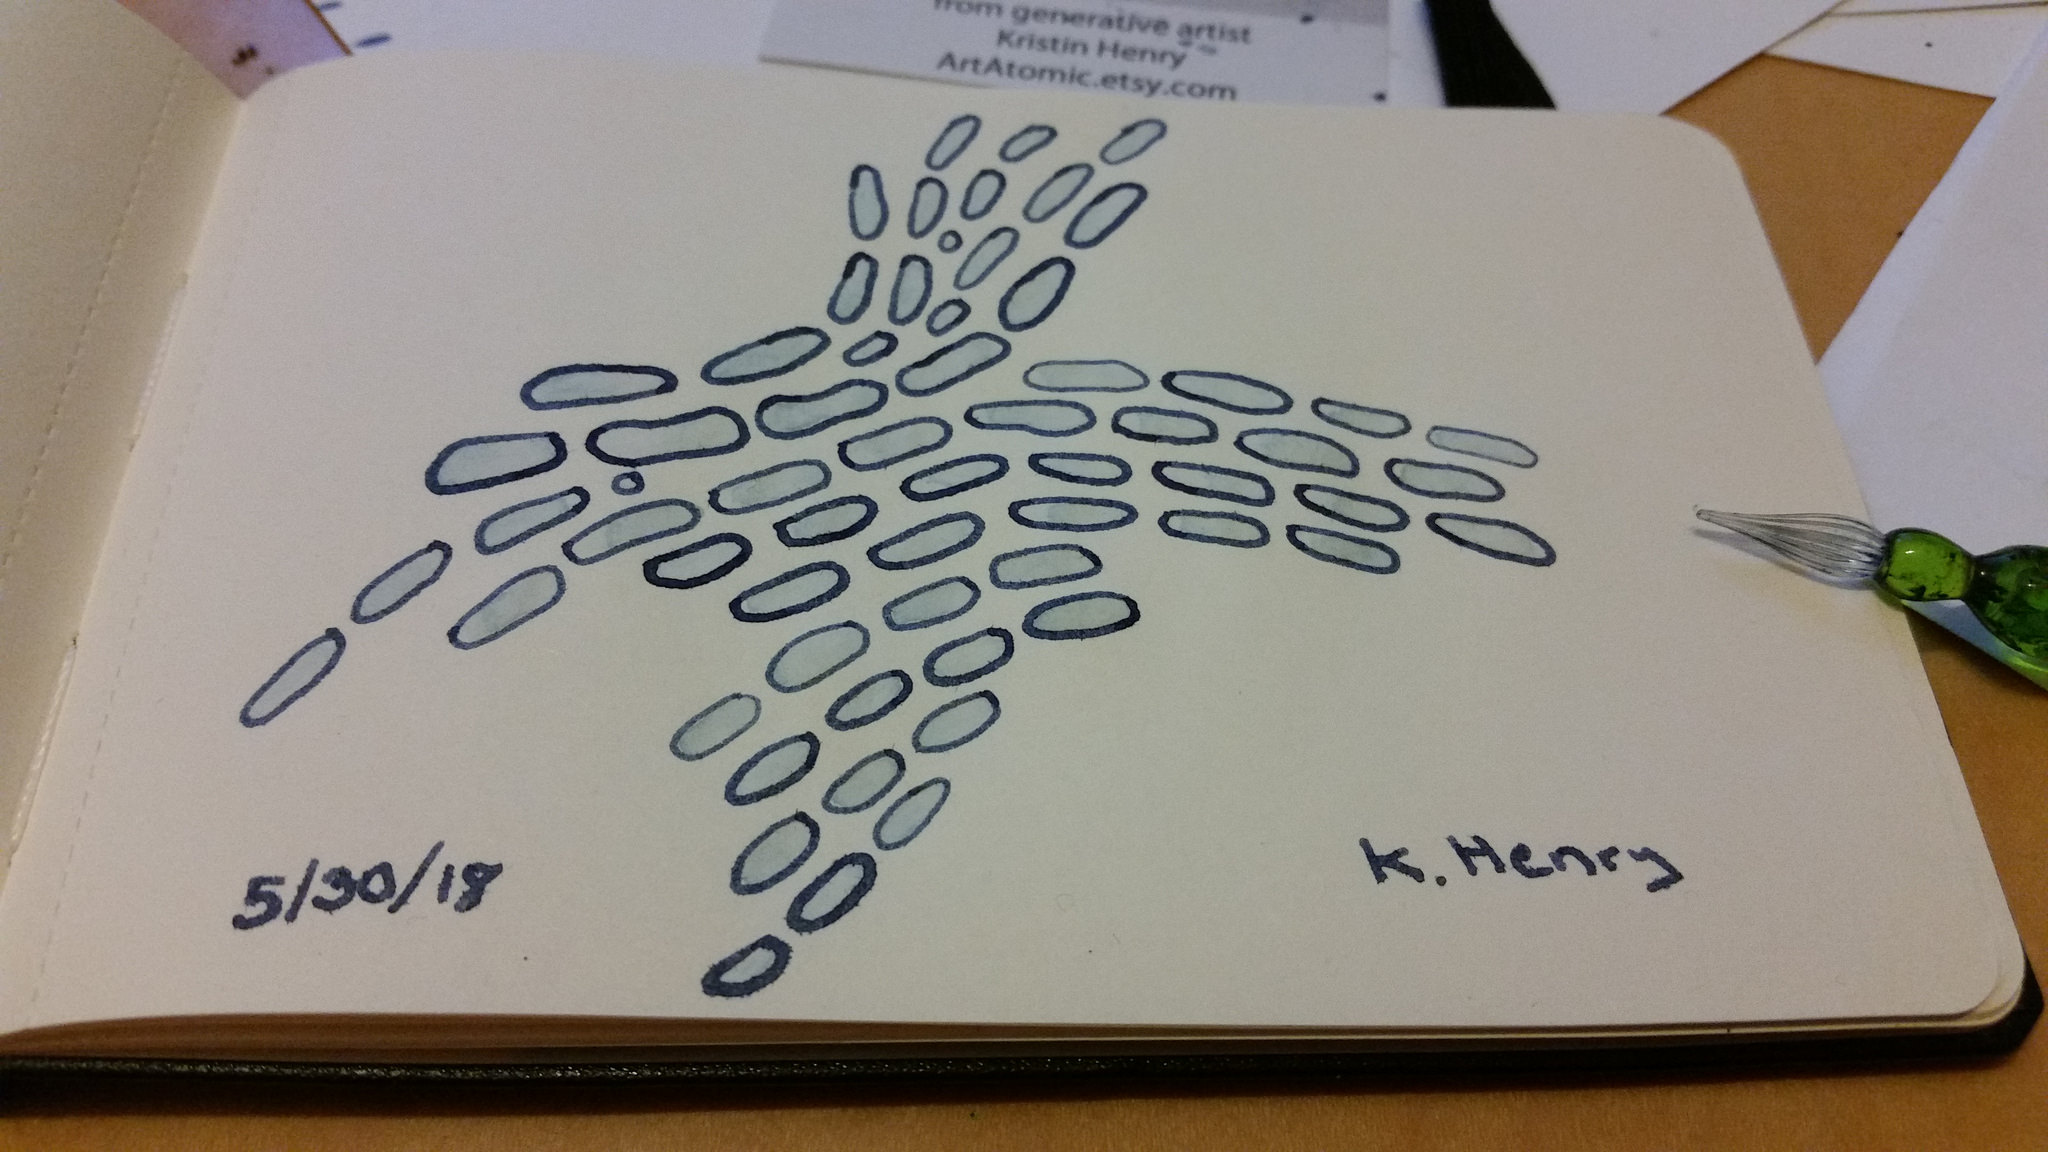 from generative artist
Kristin Henry
ArtAtomic.etsy.com
5/30/18
K. Henry